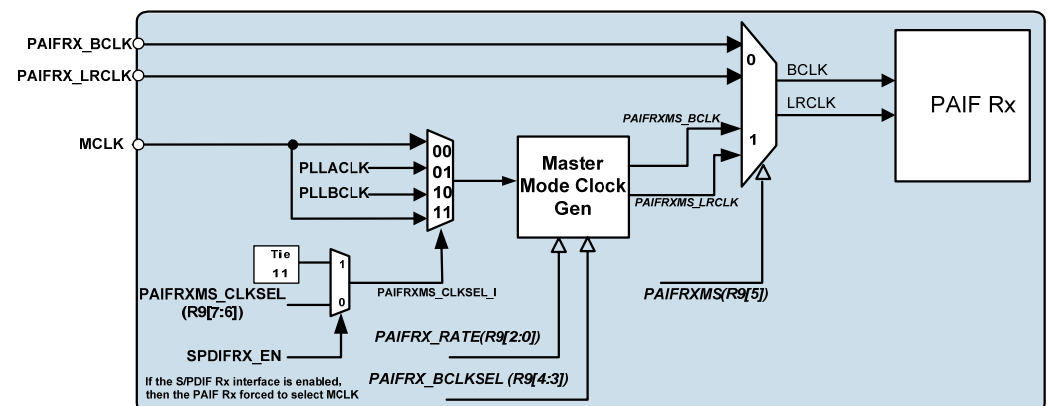 PAIFRX_BCLK
PAIFRX_LRCLK
MCLK
0
1
BCLK
LRCLK
PAIF Rx
PAIFRXMS_BCLK
PAIFRXMS_LRCLK
00
01
10
11
PLLACLK
PLLBCLK
Master
Mode Clock
Gen
Tie
11
1
0
PAIFRXMS_CLKSEL
(R9[7:6])
PAIFRXMS_CLKSEL_I
PAIFRXMS(R9[5])
SPDIFRX_EN
PAIFRX_RATE(R9[2:0])
PAIFRX_BCLKSEL (R9[4:3])
If the S/PDIF Rx interface is enabled,
then the PAIF Rx forced to select MCLK